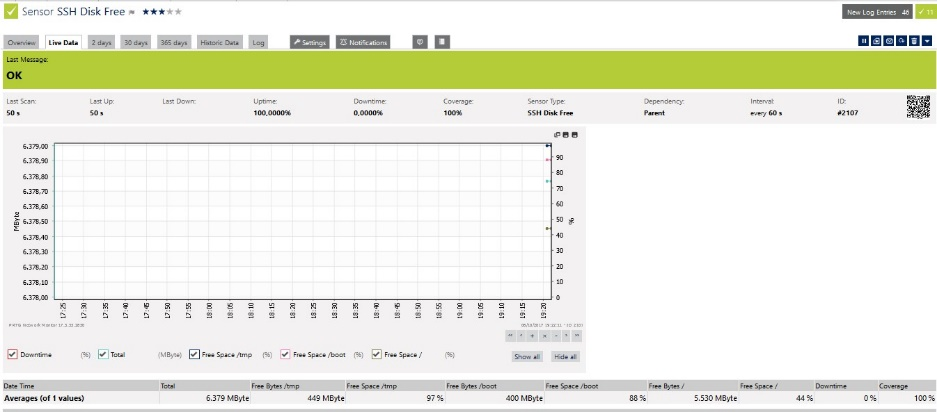 Sensor SSH Disk Free
New Log Entries 46
11
Overview Live Data 2 days 30 days 365 days Historic Data Log Settings Notifications
Last Message:
OK
Last Scan: Last Up: Last Down: Uptime: Downtime: Coverage: Sensor Type: Dependency: Interval: ID:
50 s 50 s 100,0000% 0,0000% 100% SSH Disk Free Parent every 60 s #2107
6.379,00
6.378,90 90
6.378,80 80
6.378,70 70
6.378,60 60
6.378,50 50
6.378,40 40
6.378,30 30
6.378,20 20
6.378,10 10
6.378,00 0
MByte
%
17:25 17:30 17:35 17:40 17:45 17:50 17:55 18:00 18:05 18:10 18:15 18:20 18:25 18:30 18:35 18:40 18:45 18:50 18:55 19:00 19:05 19:10 19:15 19:20
Downtime (%) Total (MByte) Free Space /tmp (%) Free Space /boot (%) Free Space / (%) Show all Hide all
Date Time Total Free Bytes /tmp Free Space /tmp Free Bytes /boot Free Space /boot Free Bytes / Free Space / Downtime Coverage
Averages (of 1 values) 6.379 MByte 449 MByte 97 % 400 MByte 88 % 5.530 MByte 44 % 0 % 100 %